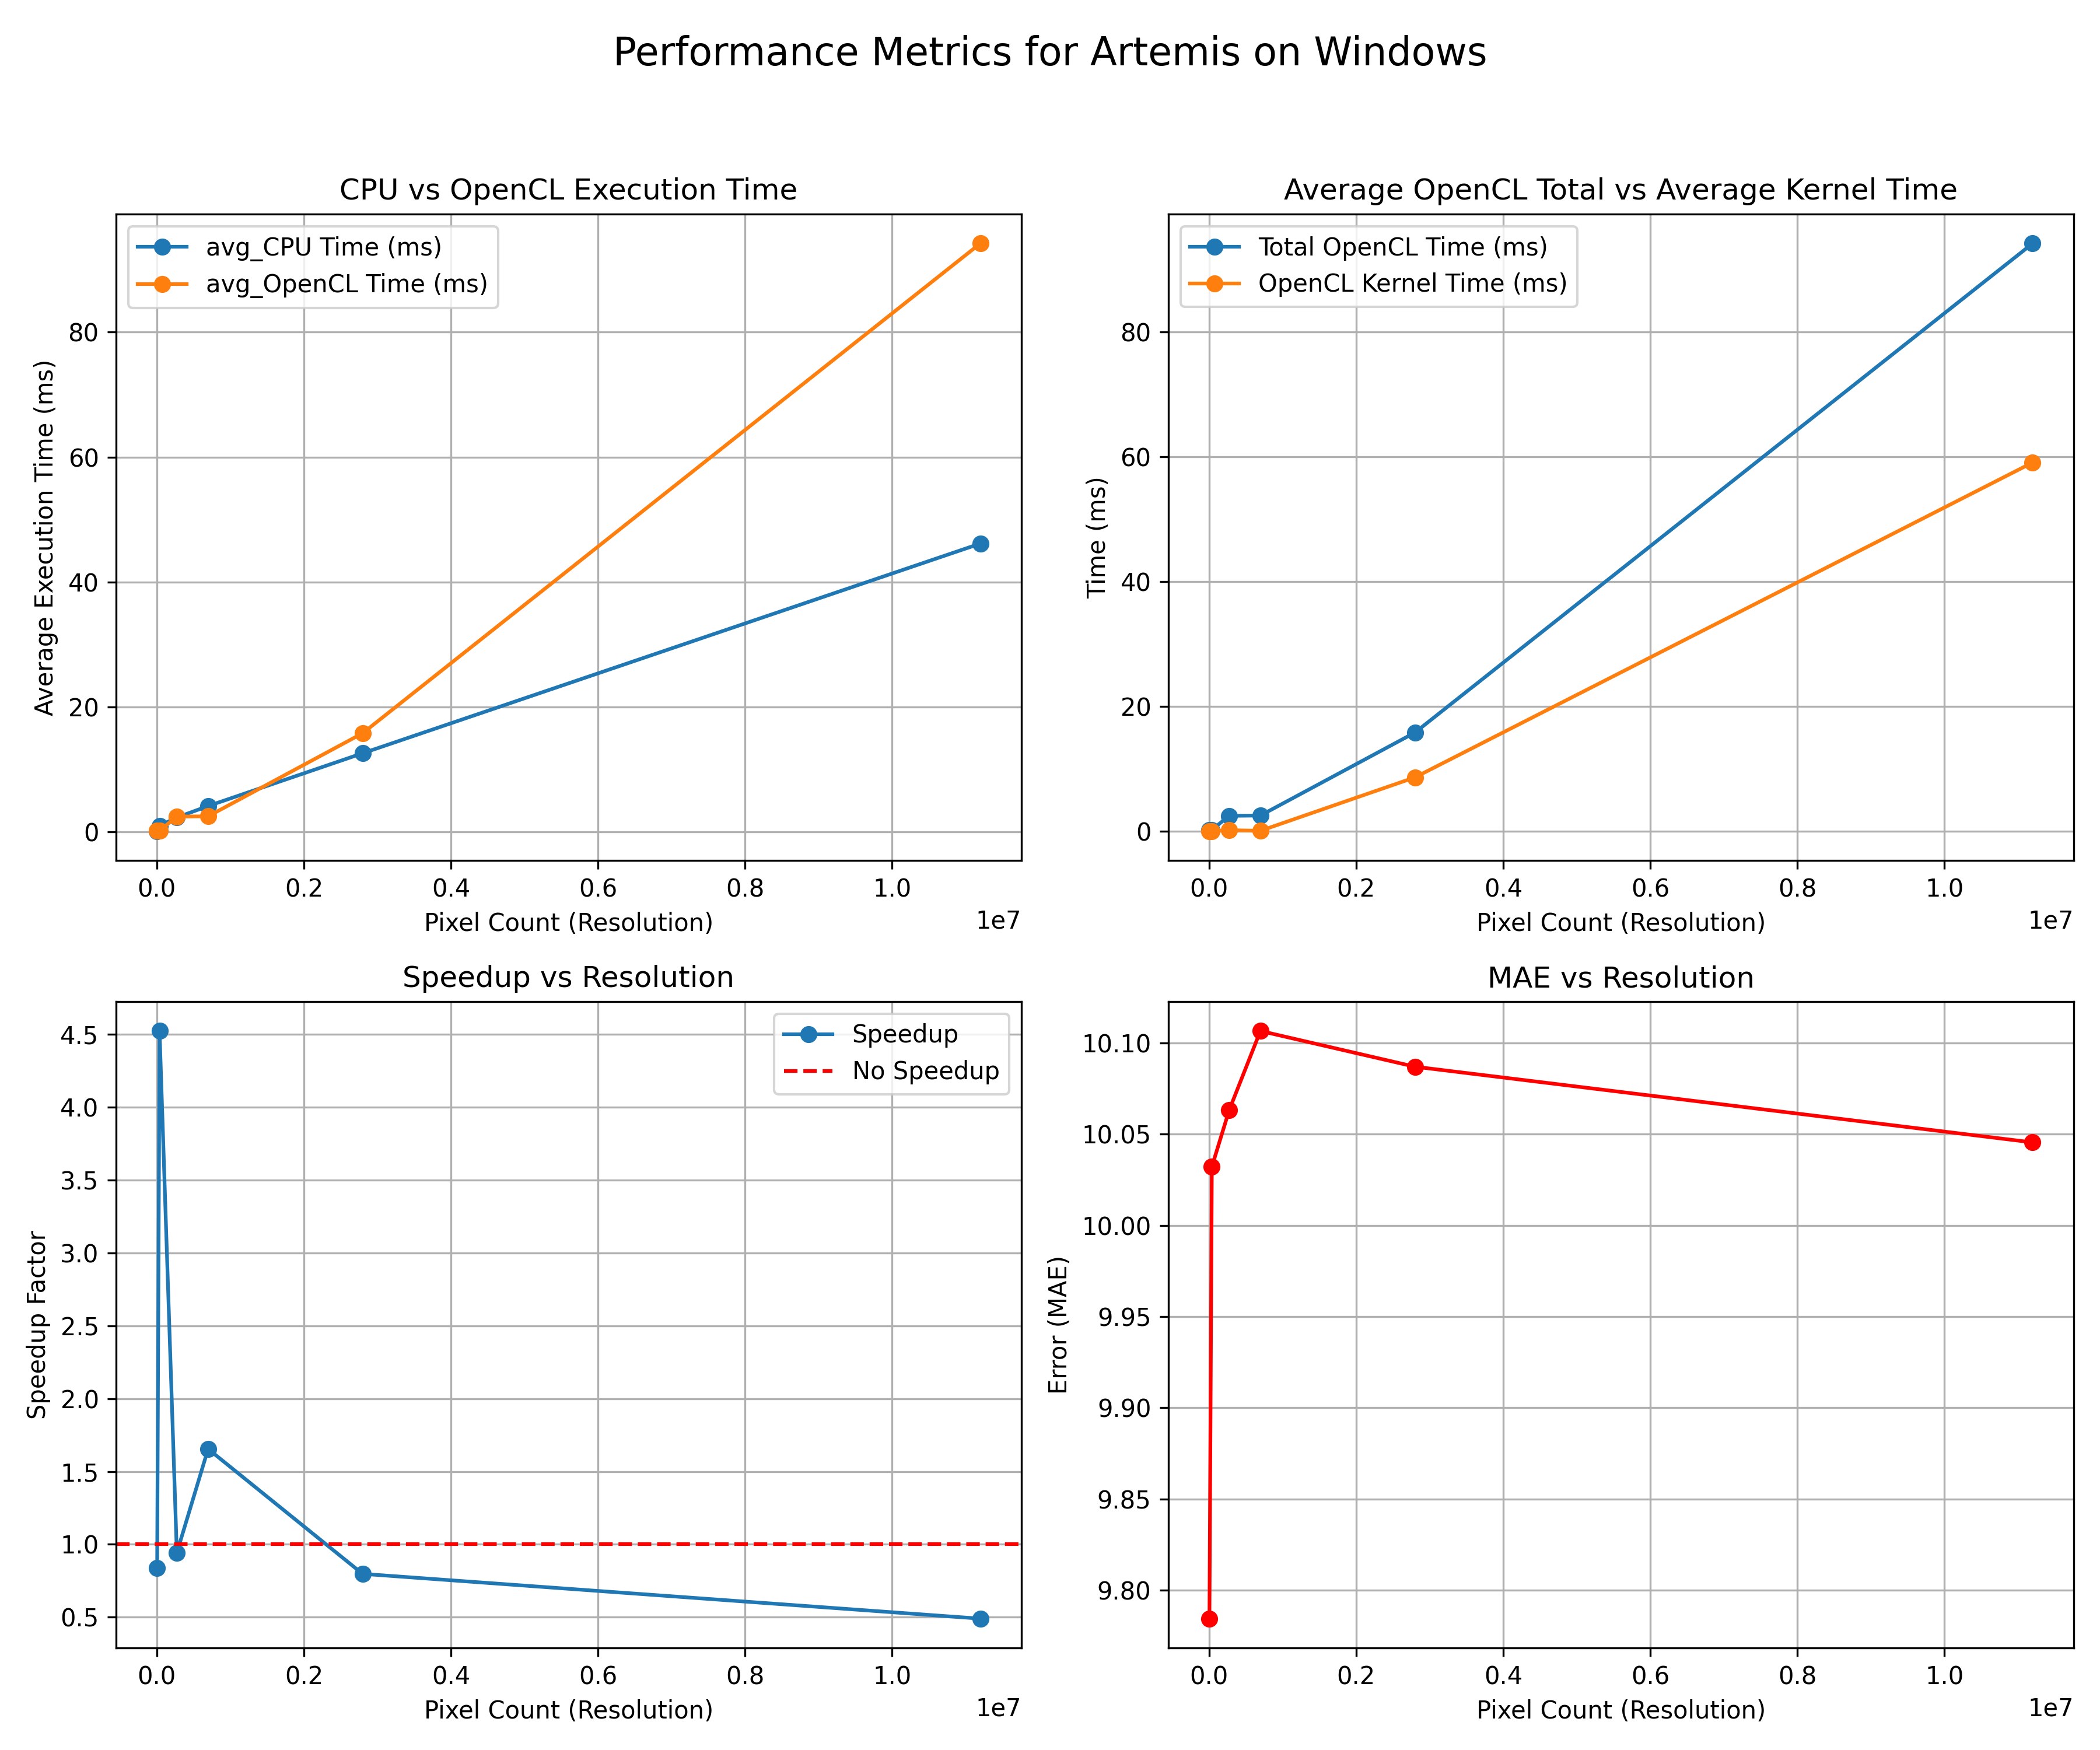 Performance Metrics for Artemis on Windows
CPU vs OpenCL Execution Time
avg_CPU Time (ms)
avg_OpenCL Time (ms)
Average Execution Time (ms)
80
60
40
20
0
0.0 0.2 0.4 0.6 0.8 1.0
1e7
Pixel Count (Resolution)
Average OpenCL Total vs Average Kernel Time
Total OpenCL Time (ms)
OpenCL Kernel Time (ms)
Time (ms)
80
60
40
20
0
0.0 0.2 0.4 0.6 0.8 1.0
1e7
Pixel Count (Resolution)
Speedup vs Resolution
Speedup
No Speedup
Speedup Factor
4.5
4.0
3.5
3.0
2.5
2.0
1.5
1.0
0.5
0.0 0.2 0.4 0.6 0.8 1.0
1e7
Pixel Count (Resolution)
MAE vs Resolution
Error (MAE)
10.10
10.05
10.00
9.95
9.90
9.85
9.80
0.0 0.2 0.4 0.6 0.8 1.0
1e7
Pixel Count (Resolution)